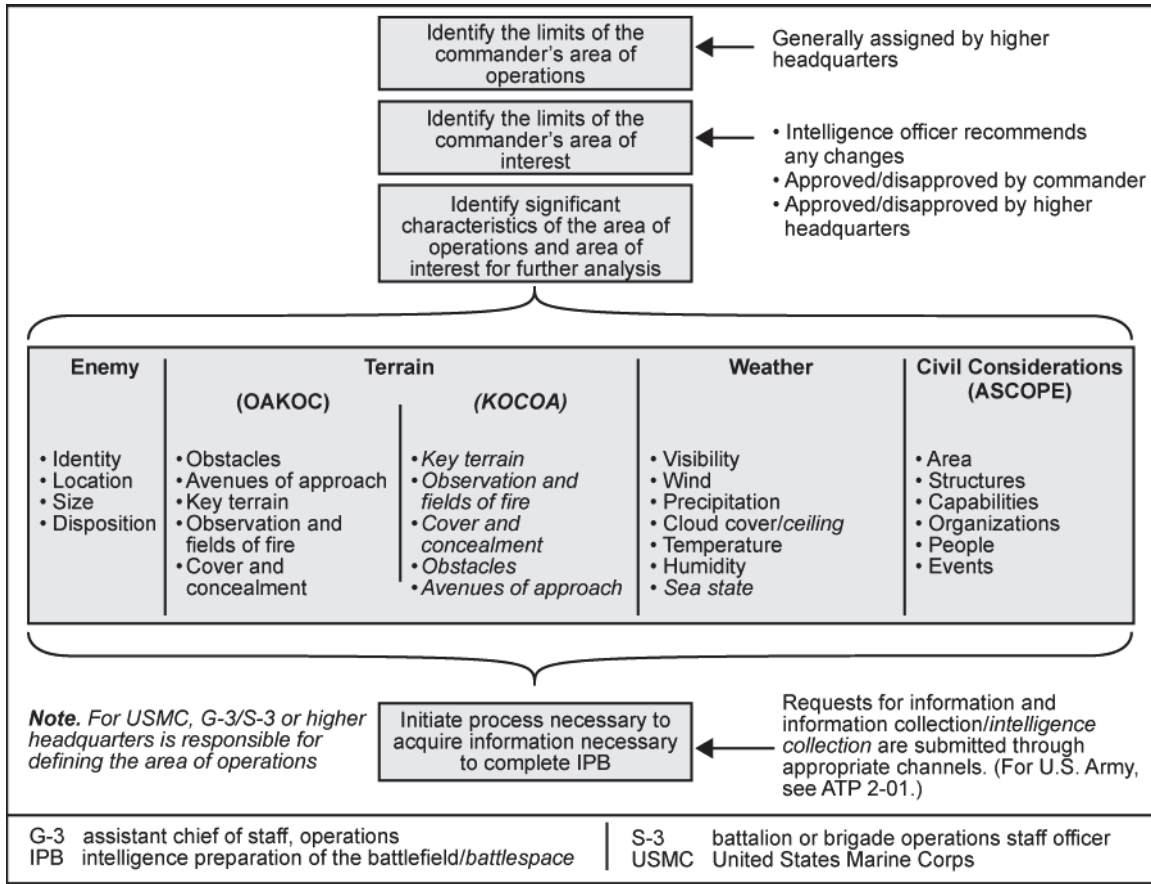 Identify the limits of the
commander's area of
operations
Generally assigned by higher
headquarters
Identify the limits of the
commander's area of
interest
• Intelligence officer recommends
any changes
• Approved/disapproved by commander
• Approved/disapproved by higher
headquarters
Identify significant
characteristics of the area of
operations and area of
interest for further analysis
Enemy
• Identity
• Location
• Size
• Disposition
Terrain
(OAKOC)
• Obstacles
• Avenues of approach
• Key terrain
• Observation and
fields of fire
• Cover and
concealment
(KOCOA)
• Key terrain
• Observation and
fields of fire
• Cover and
concealment
• Obstacles
• Avenues of approach
Weather
• Visibility
• Wind
• Precipitation
• Cloud cover/ceiling
• Temperature
• Humidity
• Sea state
Civil Considerations
(ASCOPE)
• Area
• Structures
• Capabilities
• Organizations
• People
• Events
Note. For USMC, G-3/S-3 or higher
headquarters is responsible for
defining the area of operations
Initiate process necessary to
acquire information necessary
to complete IPB
Requests for information and
information collection/intelligence
collection are submitted through
appropriate channels. (For U.S. Army,
see ATP 2-01.)
G-3 assistant chief of staff, operations
IPB intelligence preparation of the battlefield/battlespace
S-3 battalion or brigade operations staff officer
USMC United States Marine Corps